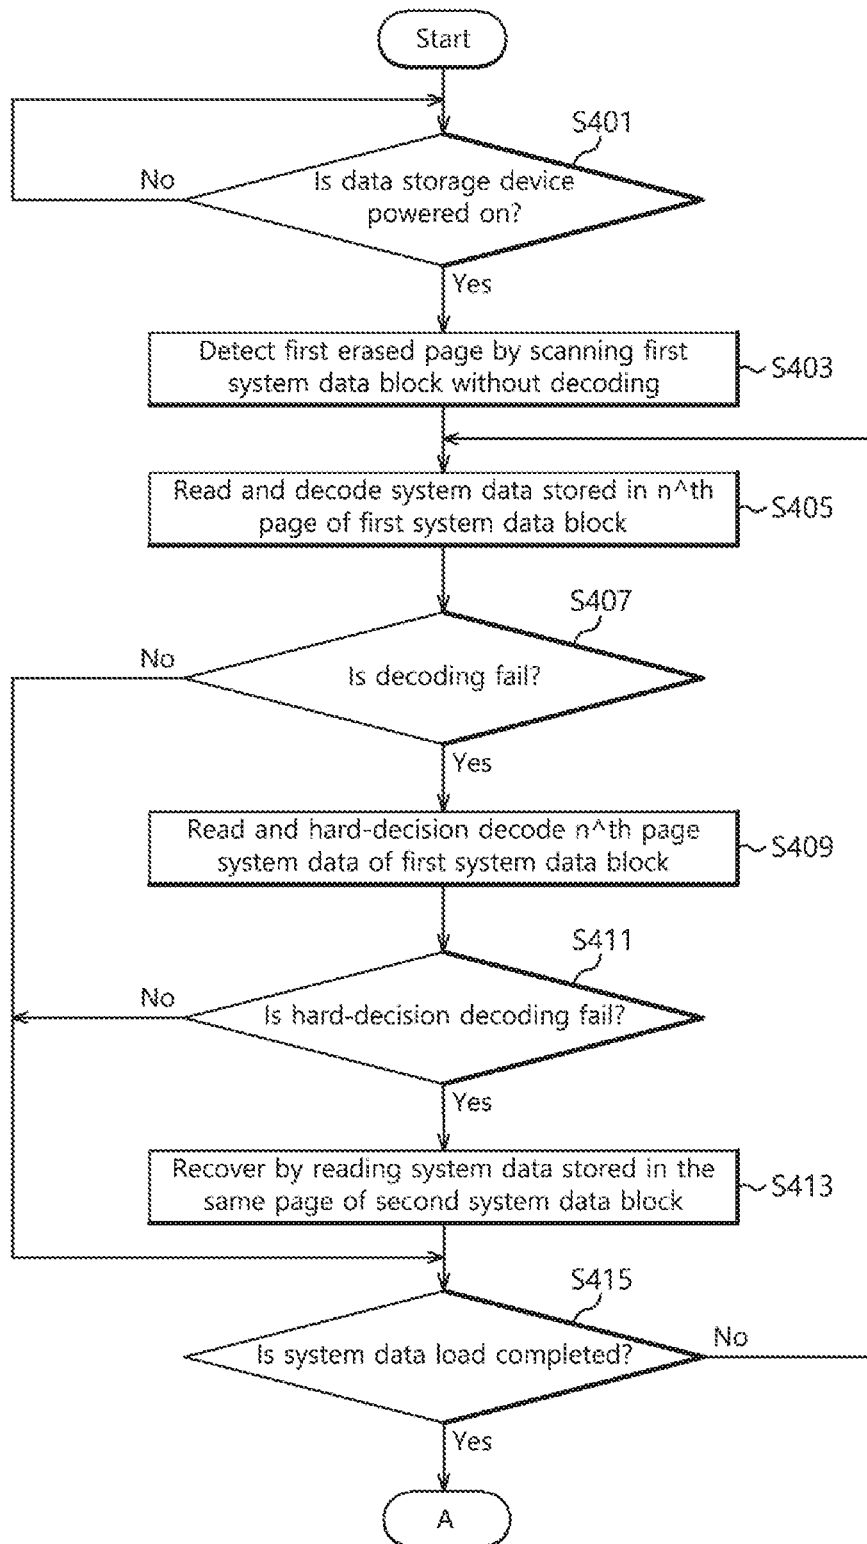 Start
S401
No
Is data storage device
powered on?
Yes
Detect first erased page by scanning first
system data block without decoding
S403
Read and decode system data stored in n^th
page of first system data block
S405
S407
No
Is decoding fail?
Yes
Read and hard-decision decode n^th page
system data of first system data block
S409
S411
No
Is hard-decision decoding fail?
Yes
Recover by reading system data stored in the
same page of second system data block
S413
S415
No
Is system data load completed?
Yes
A